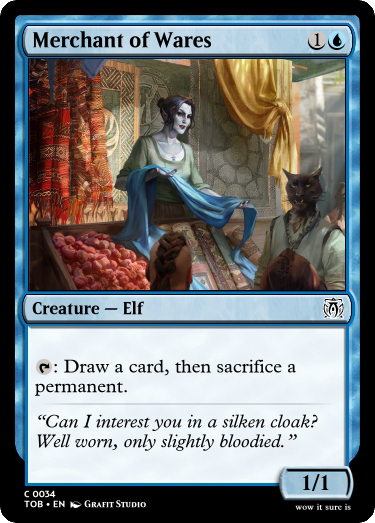 Merchant of Wares 1
Creature — Elf
: Draw a card, then sacrifice a
permanent.
“Can I interest you in a silken cloak?
Well worn, only slightly bloodied.”
1/1
C 0034
TOB • EN Grafit Studio
wow it sure is